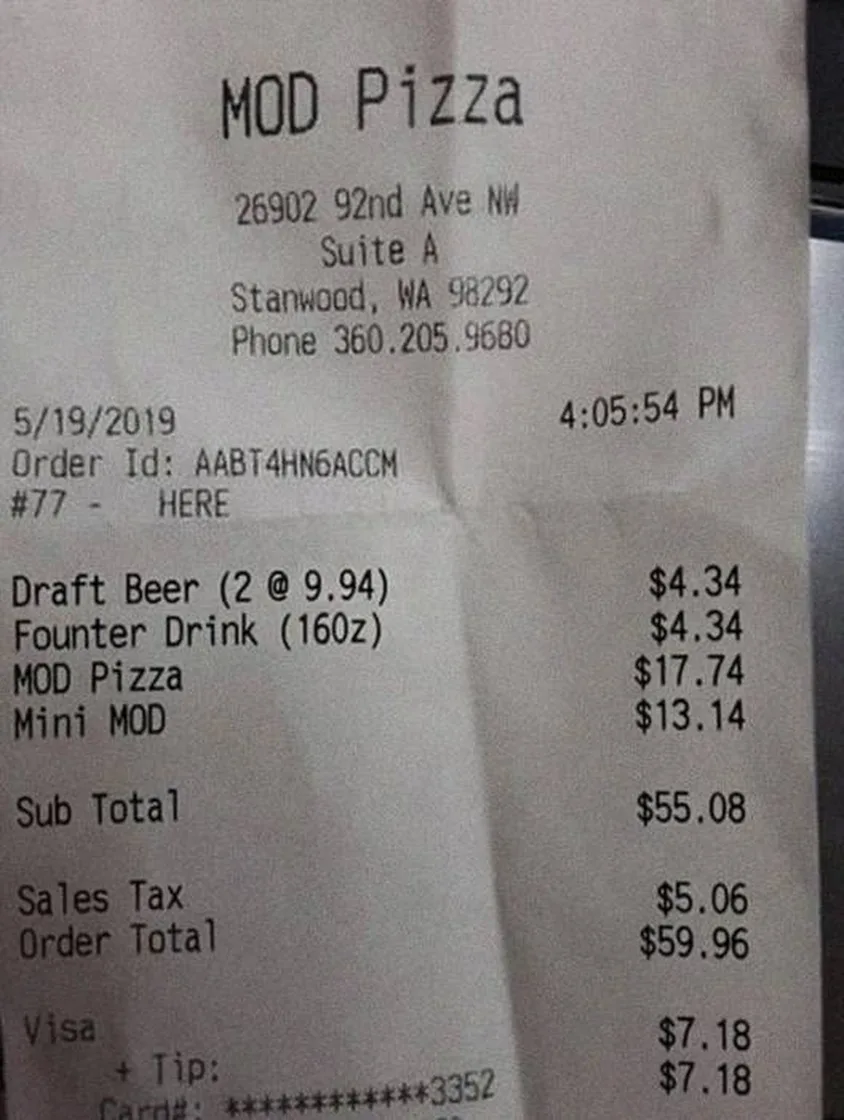 MOD Pizza
26902 92nd Ave NW
Suite A
Stanwood, WA 98292
Phone 360.205.9680
5/19/2019 4:05:54 PM
Order Id: AABT4HN6ACCM
#77 - HERE
Draft Beer (2 @ 9.94) $4.34
Founter Drink (160z) $4.34
MOD Pizza $17.74
Mini MOD $13.14
Sub Total $55.08
Sales Tax $5.06
Order Total $59.96
Visa $7.18
+ Tip: $7.18
Card#: ************3352